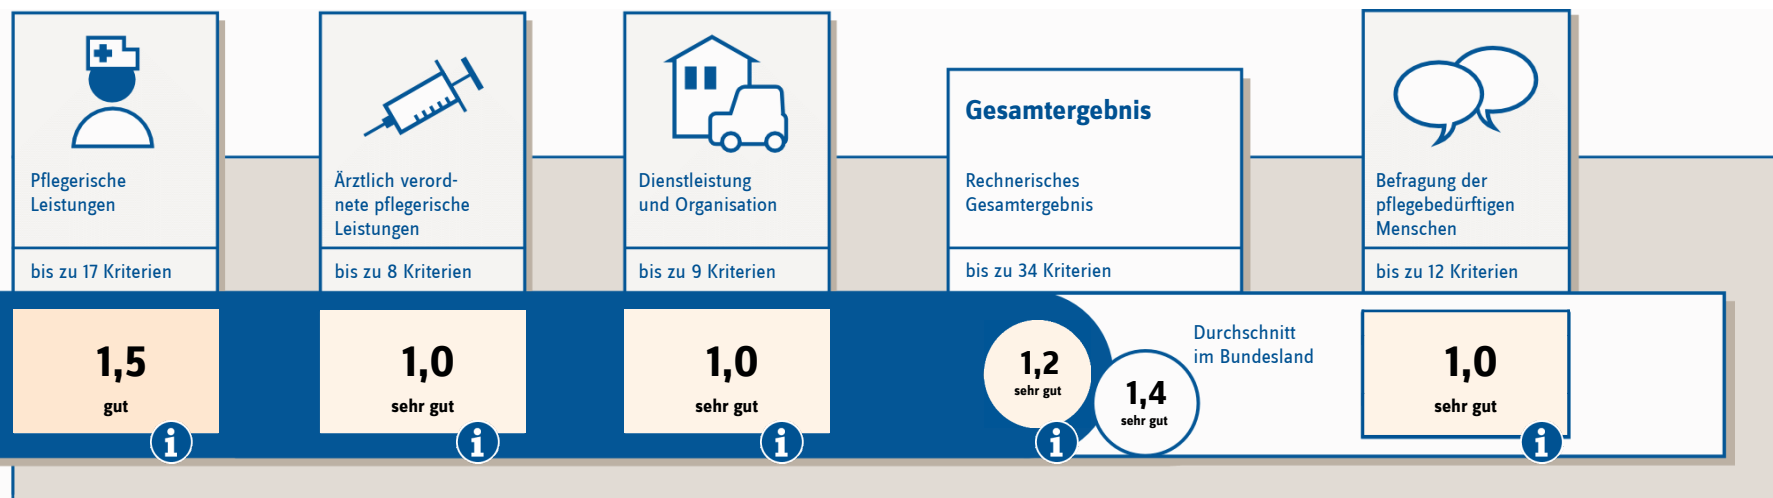 Pflegerische
Leistungen
bis zu 17 Kriterien
1,5
gut
i
Ärztlich verord-
nete pflegerische
Leistungen
bis zu 8 Kriterien
1,0
sehr gut
i
Dienstleistung
und Organisation
bis zu 9 Kriterien
1,0
sehr gut
i
Gesamtergebnis
Rechnerisches
Gesamtergebnis
bis zu 34 Kriterien
1,2
sehr gut
i
1,4
sehr gut
Durchschnitt
im Bundesland
Befragung der
pflegebedürftigen
Menschen
bis zu 12 Kriterien
1,0
sehr gut
i